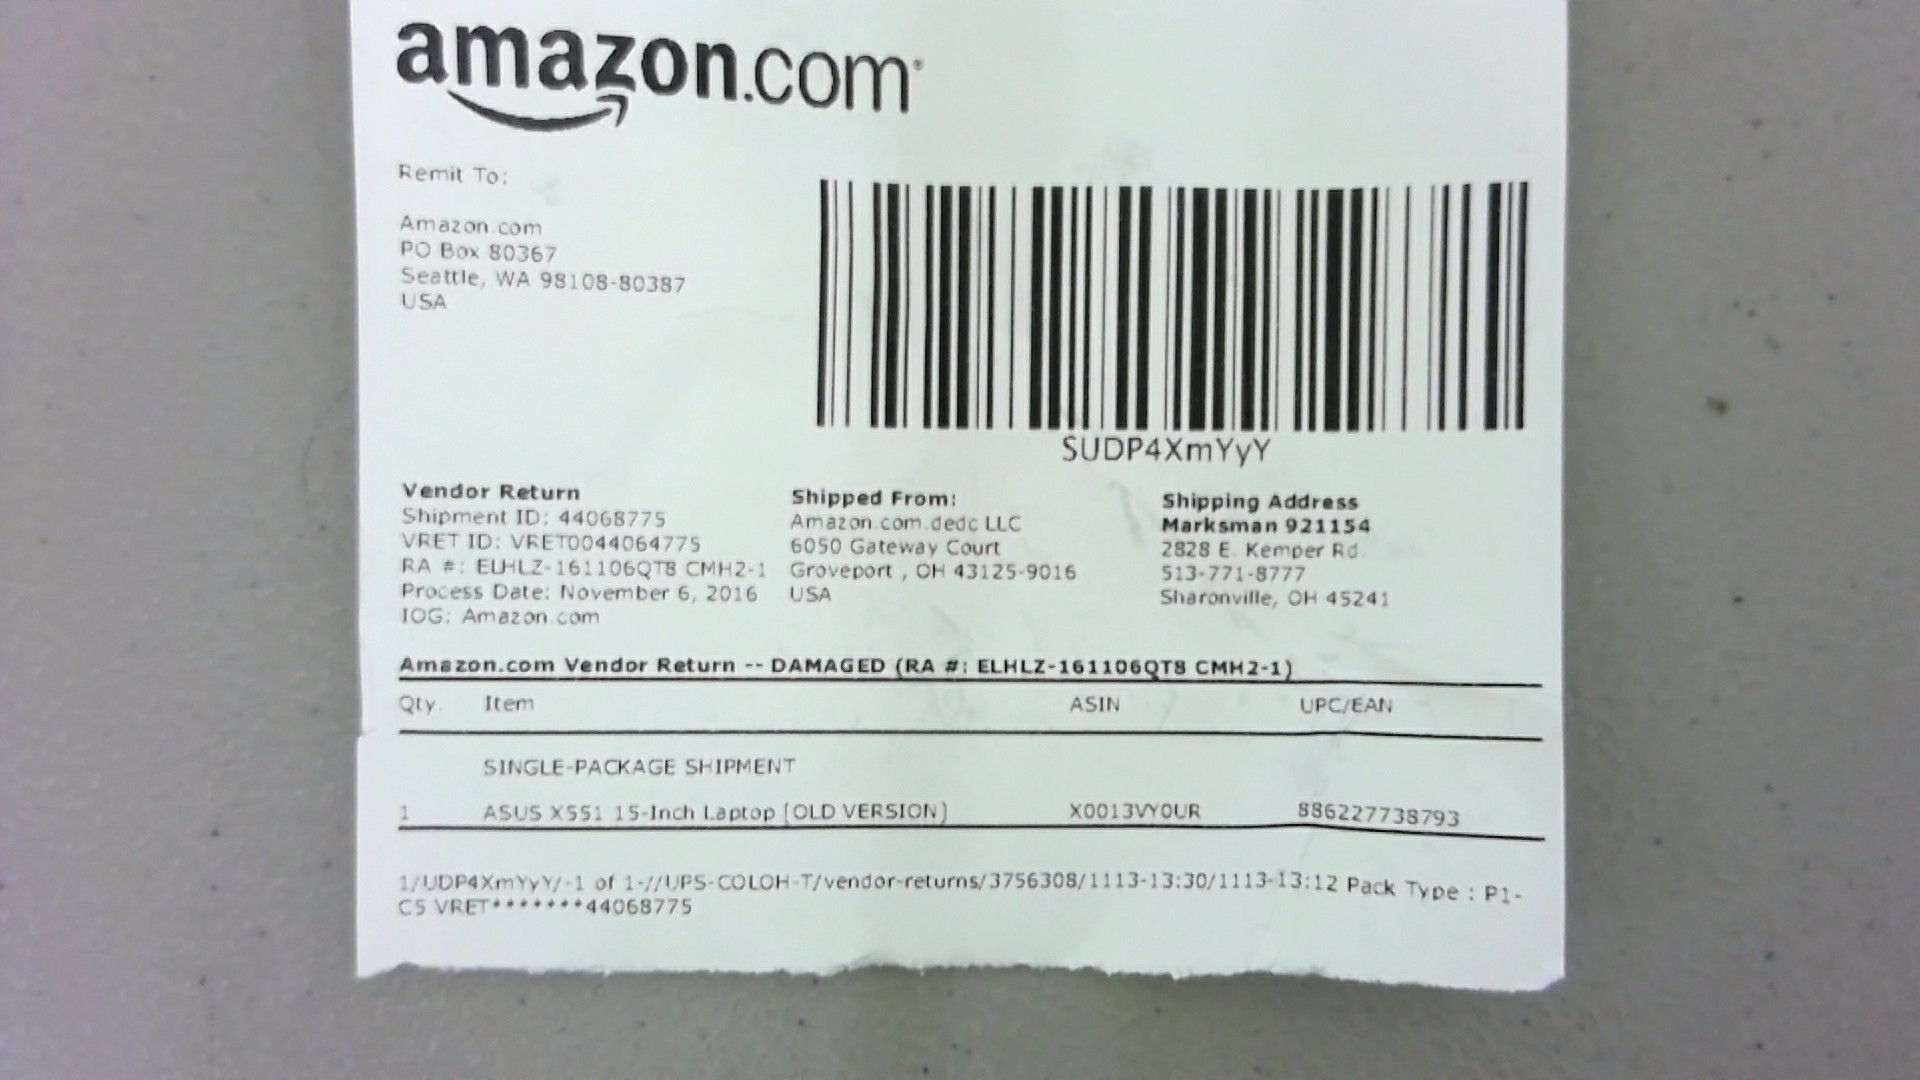 amazon.com
Remit To:
Amazon.com
PO Box 80367
Seattle, WA 98108-80387
USA
SUDP4XmYyY
Vendor Return
Shipment ID: 44068775
VRET ID: VRET0044064775
RA #: ELHLZ-161106QT8 CMH2-1
Process Date: November 6, 2016
IOG: Amazon.com
Shipped From:
Amazon.com.dedc LLC
6050 Gateway Court
Groveport , OH 43125-9016
USA
Shipping Address
Marksman 921154
2828 E. Kemper Rd.
513-771-8777
Sharonville, OH 45241
Amazon.com Vendor Return -- DAMAGED (RA #: ELHLZ-161106QT8 CMH2-1)
Qty. Item ASIN UPC/EAN
SINGLE-PACKAGE SHIPMENT
1 ASUS X551 15-Inch Laptop [OLD VERSION] X0013VY0UR 886227738793
1/UDP4XmYyY/-1 of 1-//UPS-COLOH-T/vendor-returns/3756308/1113-13:30/1113-13:12 Pack Type : P1-
C5 VRET*******44068775